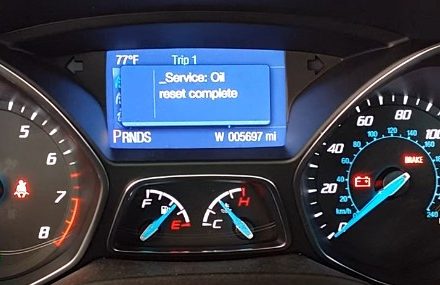 77°F Trip 1
_Service: Oil
reset complete
PRNDS W 005697 mi
5
6
7
8
F E
H C
0
20
40
60
80
100
km/h
BRAKE